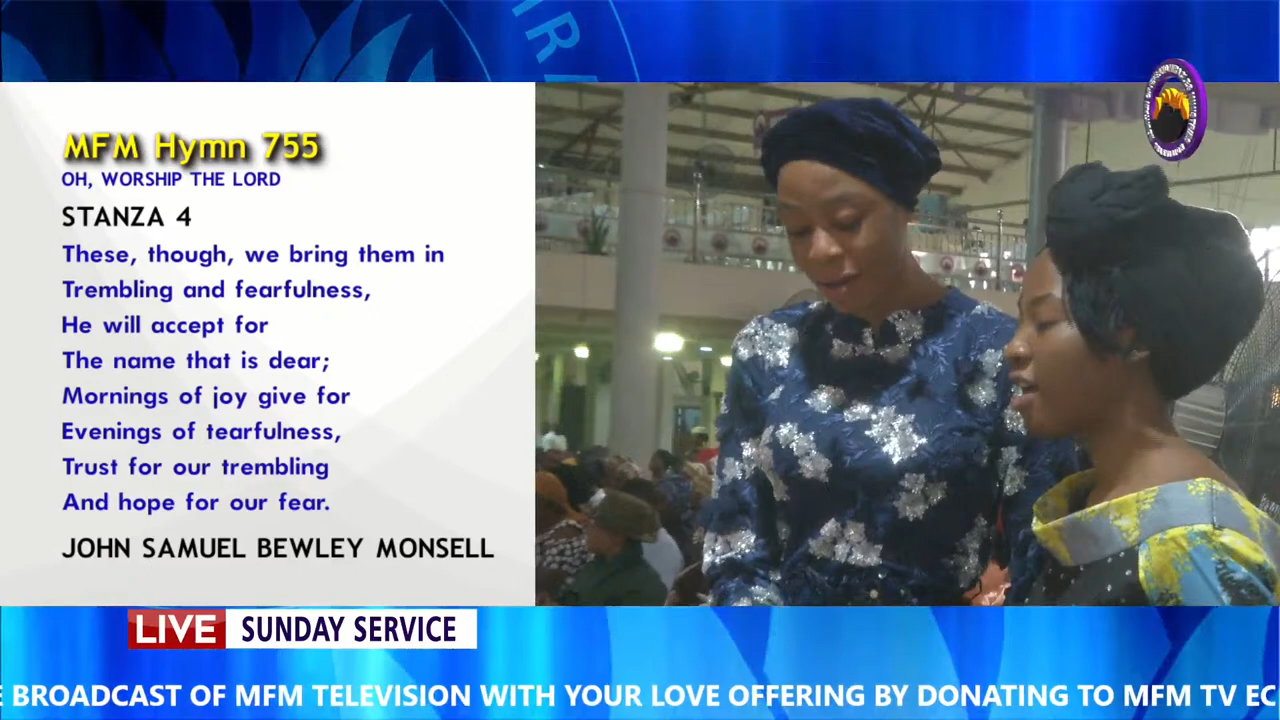 IRA
MFM Hymn 755
OH, WORSHIP THE LORD
STANZA 4
These, though, we bring them in
Trembling and fearfulness,
He will accept for
The name that is dear;
Mornings of joy give for
Evenings of tearfulness,
Trust for our trembling
And hope for our fear.
JOHN SAMUEL BEWLEY MONSELL
LIVE SUNDAY SERVICE
E BROADCAST OF MFM TELEVISION WITH YOUR LOVE OFFERING BY DONATING TO MFM TV EC